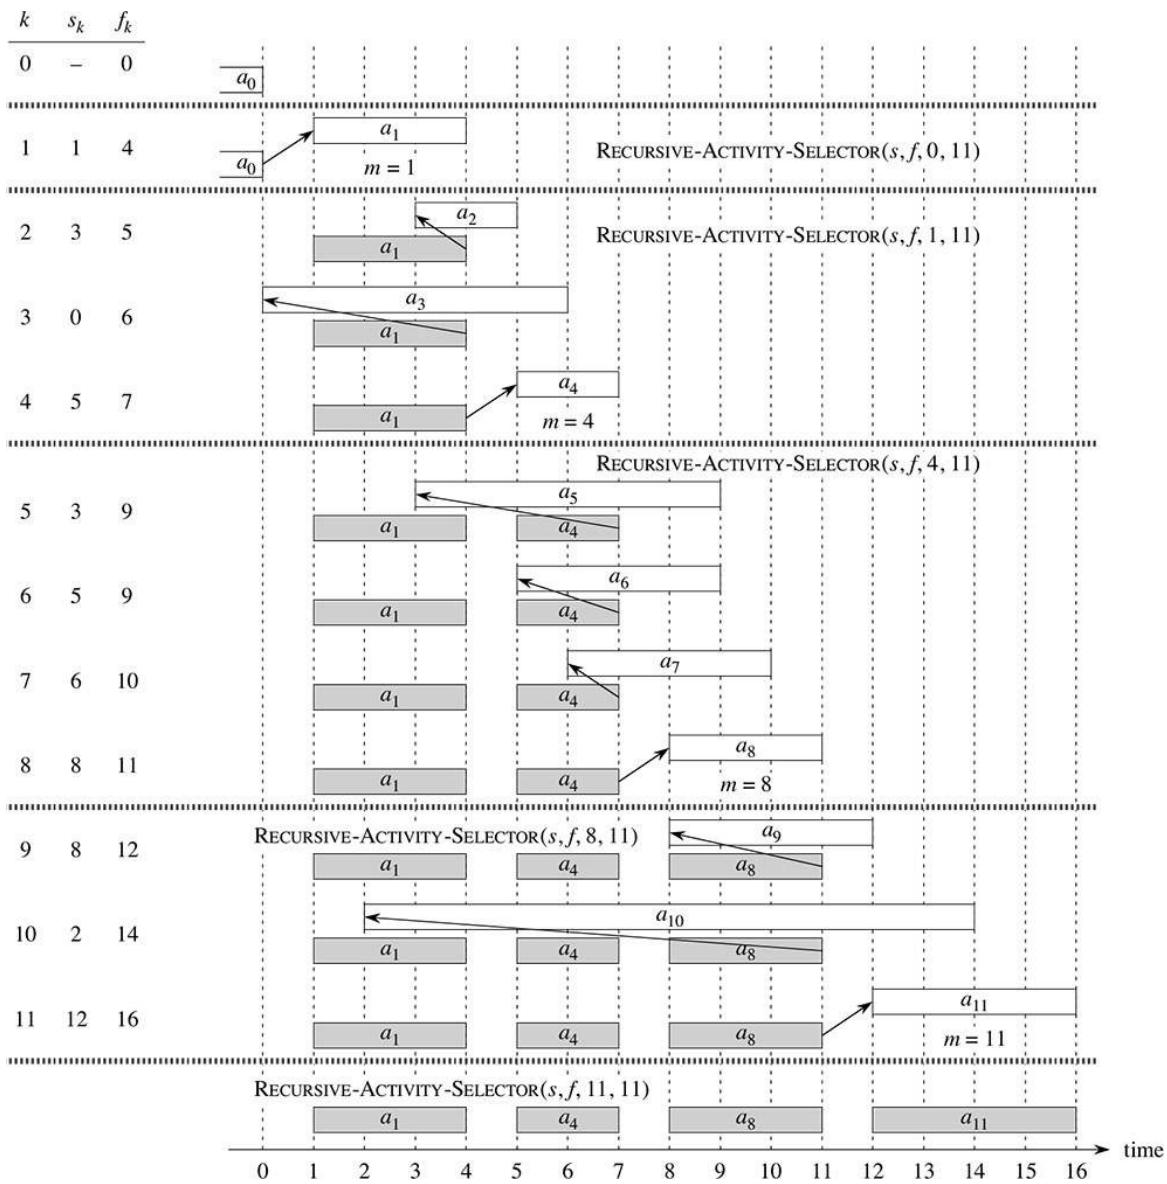 k s_k f_k
0 – 0
a_0
a_1
1 1 4 RECURSIVE-ACTIVITY-SELECTOR(s, f, 0, 11)
a_0 m = 1
a_2
2 3 5 RECURSIVE-ACTIVITY-SELECTOR(s, f, 1, 11)
a_1
a_3
3 0 6
a_1
a_4
4 5 7
a_1 m = 4
RECURSIVE-ACTIVITY-SELECTOR(s, f, 4, 11)
a_5
5 3 9
a_1 a_4
a_6
6 5 9
a_1 a_4
a_7
7 6 10
a_1 a_4
a_8
8 8 11
a_1 a_4 m = 8
a_9
RECURSIVE-ACTIVITY-SELECTOR(s, f, 8, 11)
9 8 12
a_1 a_4 a_8
a_10
10 2 14
a_1 a_4 a_8
a_11
11 12 16
a_1 a_4 a_8 m = 11
RECURSIVE-ACTIVITY-SELECTOR(s, f, 11, 11)
a_1 a_4 a_8 a_11
time
0 1 2 3 4 5 6 7 8 9 10 11 12 13 14 15 16